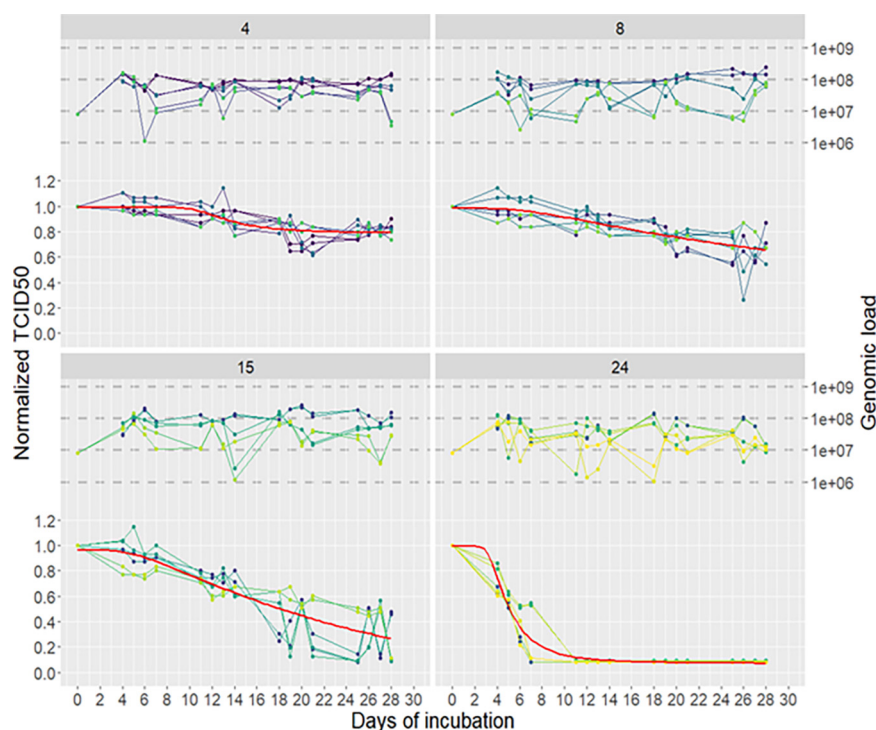 4
8
1e+09
1e+08
1e+07
1e+06
1.2
1.0
0.8
0.6
0.4
0.2
0.0
Normalized TCID50
Genomic load
15
24
1e+09
1e+08
1e+07
1e+06
1.2
1.0
0.8
0.6
0.4
0.2
0.0
0 2 4 6 8 10 12 14 16 18 20 22 24 26 28 30
0 2 4 6 8 10 12 14 16 18 20 22 24 26 28 30
Days of incubation